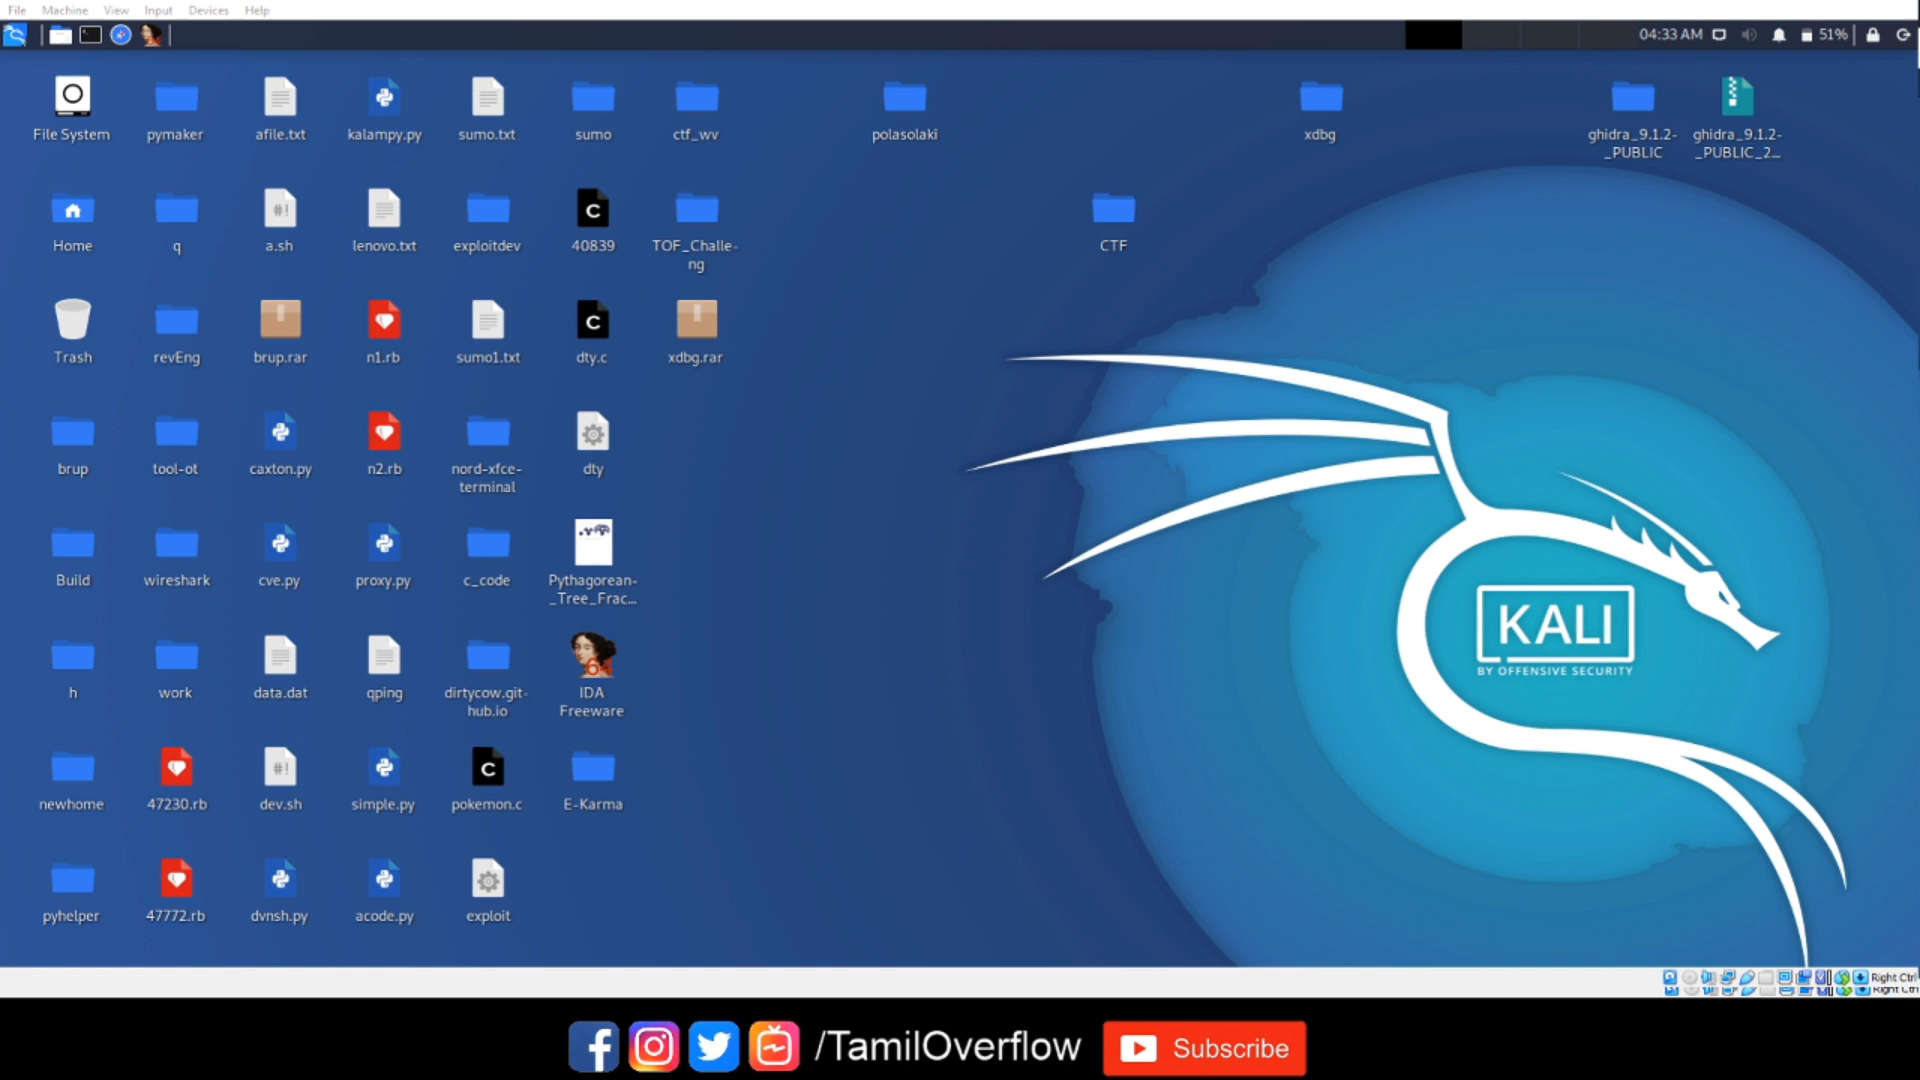 File Machine View Input Devices Help
04:33 AM 51%
File System pymaker afile.txt kalampy.py sumo.txt sumo ctf_wv polasolaki xdbg ghidra_9.1.2- ghidra_9.1.2-
_PUBLIC _PUBLIC_2...
Home q a.sh lenovo.txt exploitdev 40839 TOF_Challe- CTF
ng
Trash revEng brup.rar n1.rb sumo1.txt dty.c xdbg.rar
brup tool-ot caxton.py n2.rb nord-xfce- dty
terminal
Build wireshark cve.py proxy.py c_code Pythagorean-
_Tree_Frac...
KALI
BY OFFENSIVE SECURITY
h work data.dat qping dirtycow.git- IDA
hub.io Freeware
newhome 47230.rb dev.sh simple.py pokemon.c E-Karma
pyhelper 47772.rb dvnsh.py acode.py exploit
Right Ctrl
Right Ctrl
/TamilOverflow Subscribe